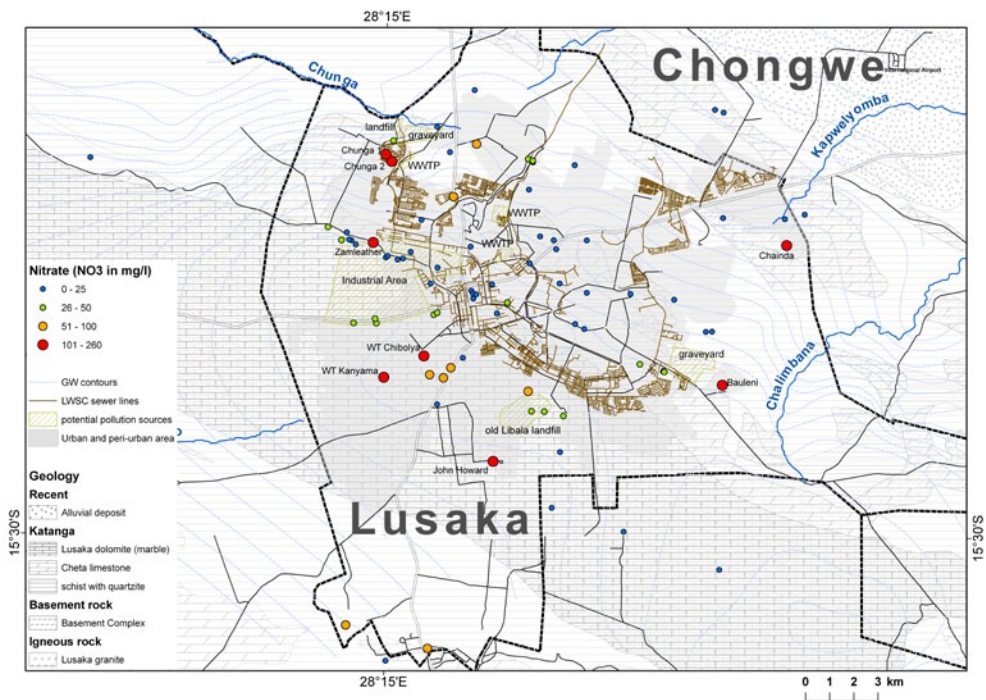 28°15'E
Chongwe
International Airport
Chunga
Kapwelyomba
landfill
graveyard
Chunga 1
Chunga 2
WWTP
WWTP
WWTP
Zamleather
Chainda
Industrial Area
Nitrate (NO3 in mg/l)
0 - 25
26 - 50
51 - 100
101 - 260
WT Chibolya
graveyard
WT Kanyama
Bauleni
Chalimbana
GW contours
LWSC sewer lines
potential pollution sources
Urban and peri-urban area
old Libala landfill
John Howard
Lusaka
Geology
Recent
Alluvial deposit
Katanga
Lusaka dolomite (marble)
Cheta limestone
schist with quartzite
Basement rock
Basement Complex
Igneous rock
Lusaka granite
15°30'S
15°30'S
28°15'E
0 1 2 3 km